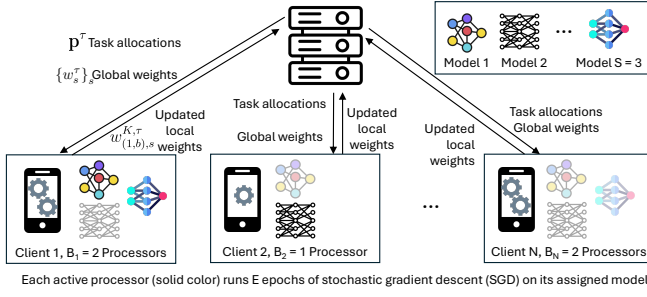 𝐩^τ Task allocations
{w_s^τ}_s Global weights
Updated
local
weights
w_{(1,b),s}^{K,τ}
Task allocations
Global weights
Updated
local
weights
Updated
local
weights
Task allocations
Global weights
Model 1 Model 2 ... Model S = 3
Client 1, B₁ = 2 Processors
Client 2, B₂ = 1 Processor
...
Client N, B_N = 2 Processors
Each active processor (solid color) runs E epochs of stochastic gradient descent (SGD) on its assigned model